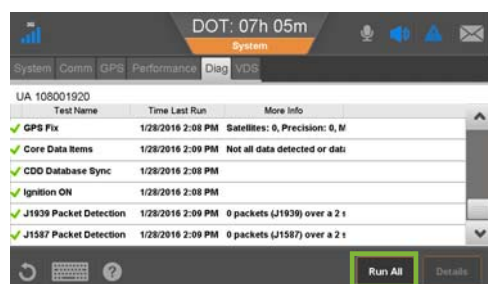 DOT: 07h 05m
System
System Comm GPS Performance Diag VDS
UA 108001920
Test Name Time Last Run More Info
GPS Fix 1/28/2016 2:08 PM Satellites: 0, Precision: 0, M
Core Data Items 1/28/2016 2:09 PM Not all data detected or data
CDD Database Sync 1/28/2016 2:08 PM
Ignition ON 1/28/2016 2:08 PM
J1939 Packet Detection 1/28/2016 2:09 PM 0 packets (J1939) over a 2 s
J1587 Packet Detection 1/28/2016 2:09 PM 0 packets (J1587) over a 2 s
Run All Details